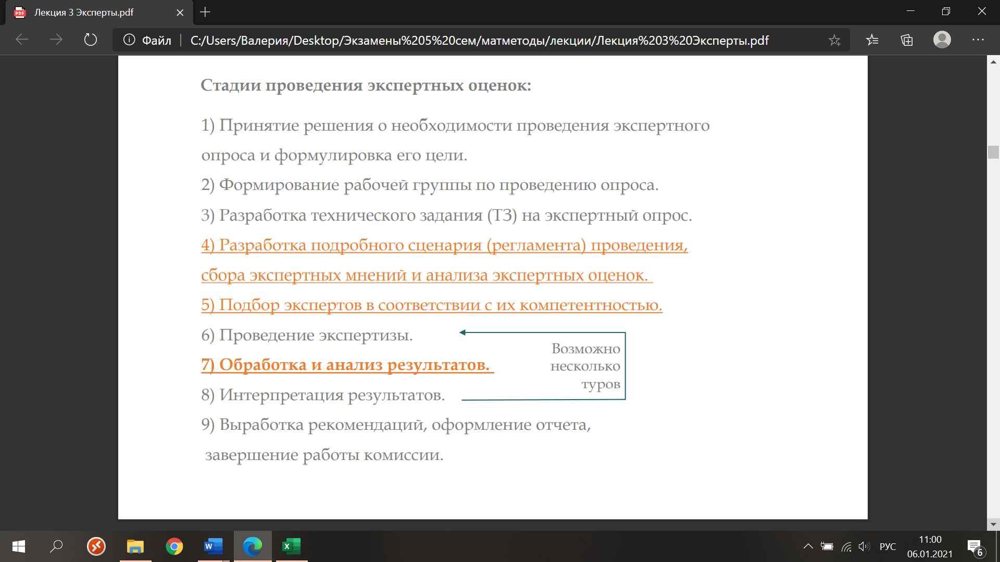 Лекция 3 Эксперты.pdf
Файл
C:/Users/Валерия/Desktop/Экзамены%205%20сем/матметоды/лекции/Лекция%203%20Эксперты.pdf
Стадии проведения экспертных оценок:
1) Принятие решения о необходимости проведения экспертного
опроса и формулировка его цели.
2) Формирование рабочей группы по проведению опроса.
3) Разработка технического задания (ТЗ) на экспертный опрос.
4) Разработка подробного сценария (регламента) проведения,
сбора экспертных мнений и анализа экспертных оценок.
5) Подбор экспертов в соответствии с их компетентностью.
6) Проведение экспертизы.
Возможно
несколько
туров
7) Обработка и анализ результатов.
8) Интерпретация результатов.
9) Выработка рекомендаций, оформление отчета,
завершение работы комиссии.
РУС
11:00
06.01.2021
6